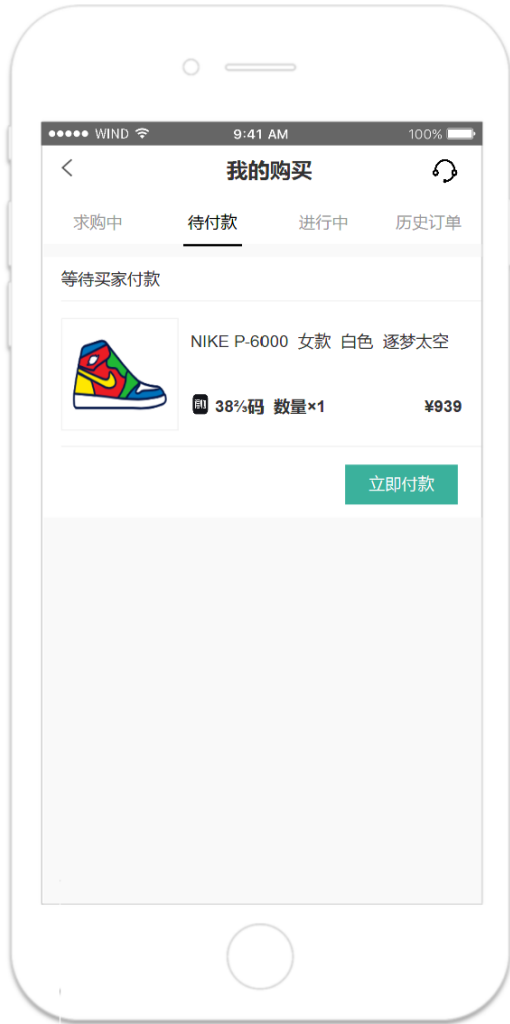 WIND 9:41 AM 100%
我的购买
求购中 待付款 进行中 历史订单
等待买家付款
NIKE P-6000 女款 白色 逐梦太空
38⅔码 数量×1 ¥939
立即付款